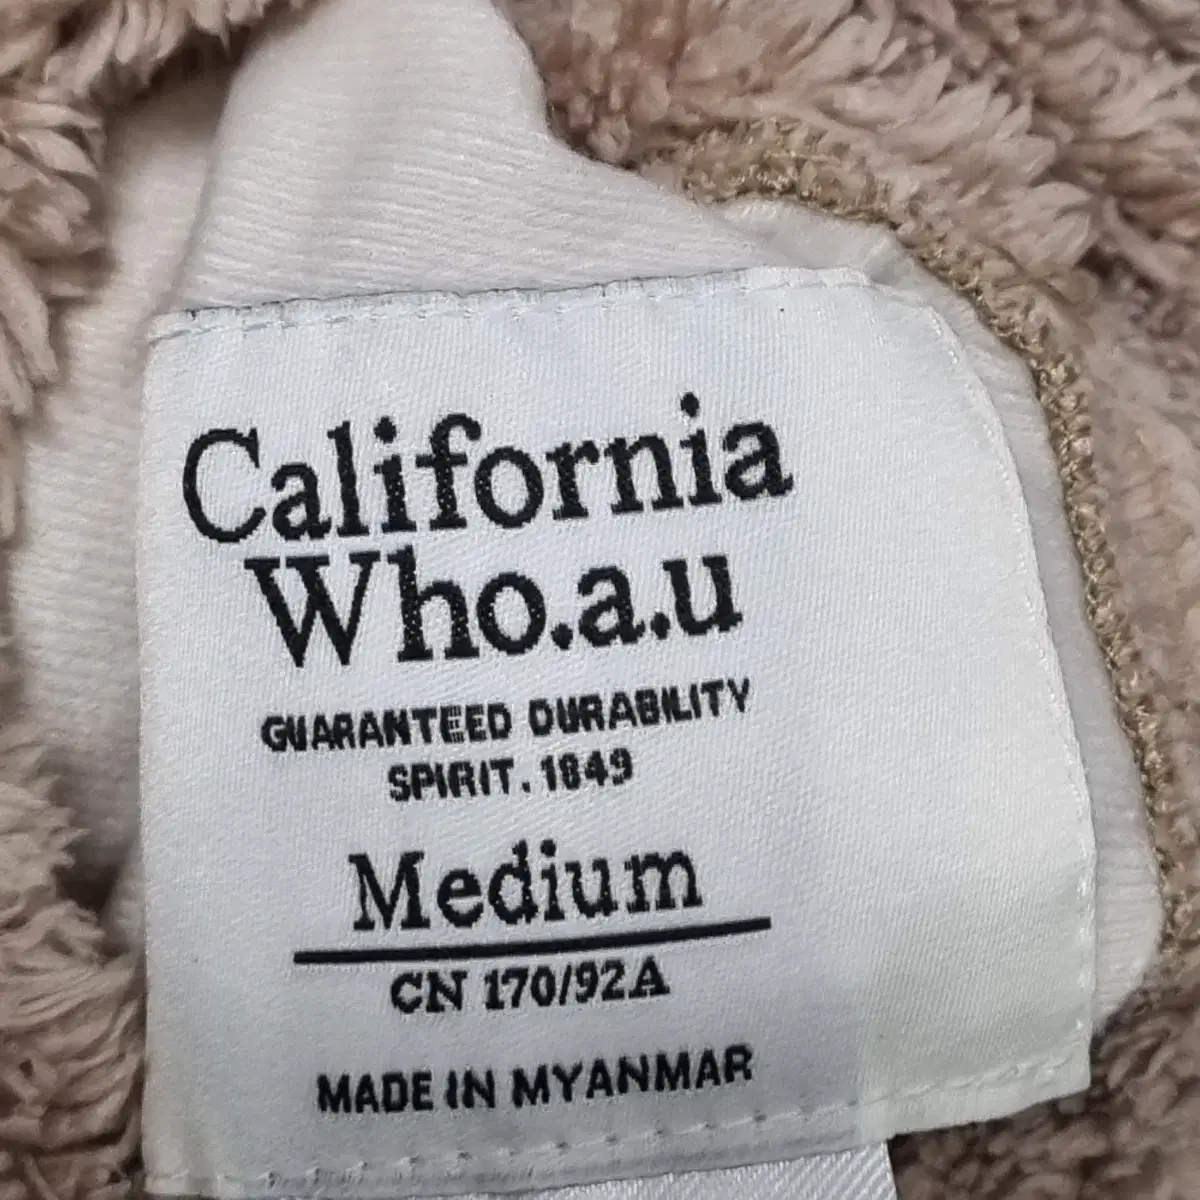 California
Who.a.u
GUARANTEED DURABILITY
SPIRIT. 1849
Medium
CN 170/92A
MADE IN MYANMAR